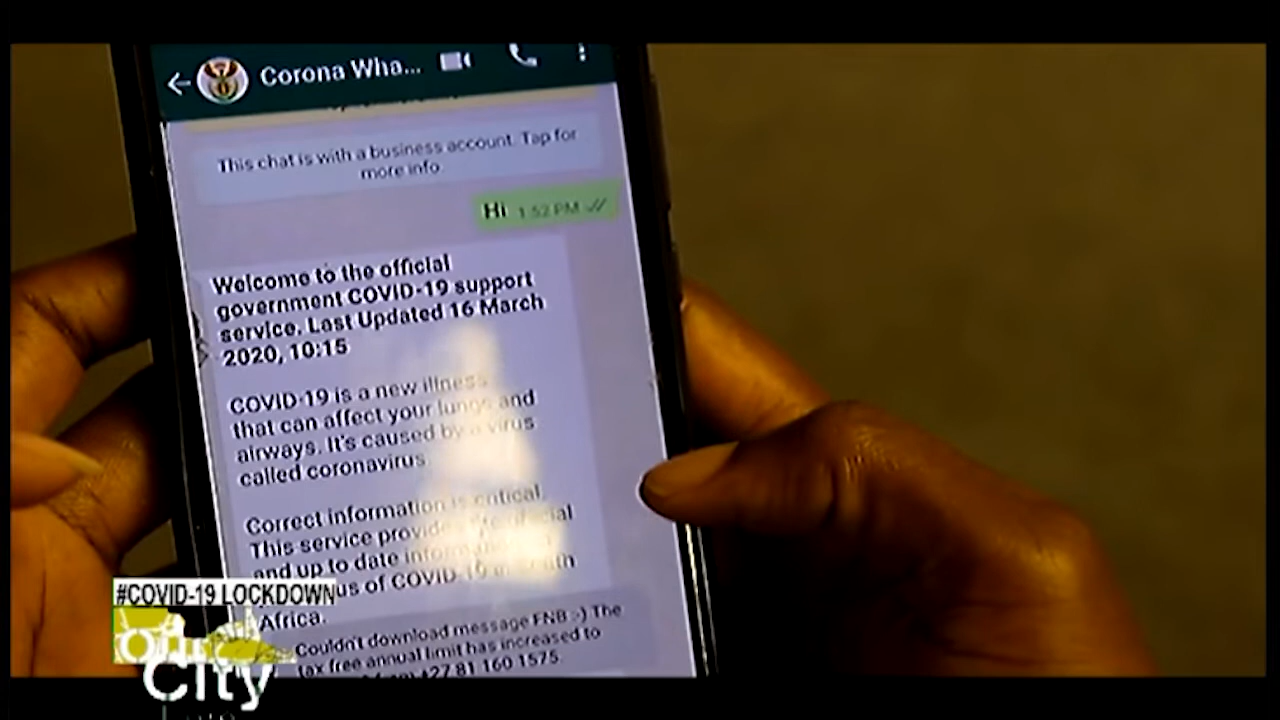 Corona Wha...
This chat is with a business account. Tap for
more info
Hi 1:52 PM
Welcome to the official
government COVID-19 support
service. Last Updated 16 March
2020, 10:15
COVID-19 is a new illness
that can affect your lungs and
airways. It's caused by a virus
called coronavirus
Correct information is critical.
This service
and up to date
of COVID-19
Africa.
Couldn't download message FNB :-) The
tax free annual limit has increased to
+27 81 160 1575.
#COVID-19 LOCKDOWN
our
City